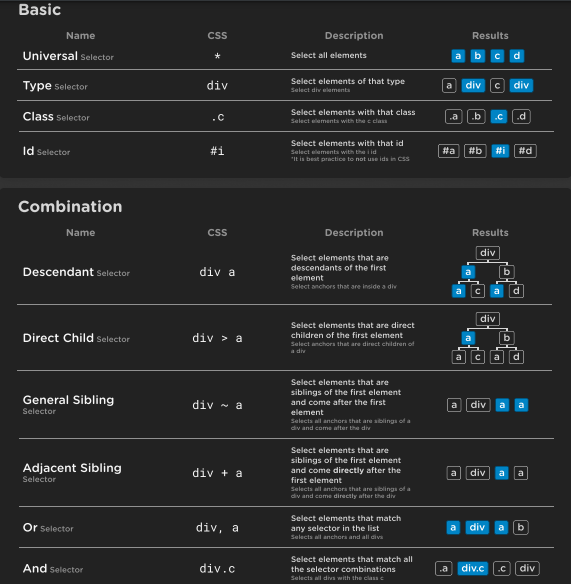 Basic
Name CSS Description Results
Universal Selector * Select all elements a b c d
Type Selector div Select elements of that type a div c div
Select div elements
Class Selector .c Select elements with that class .a .b .c .d
Select elements with the c class
Id Selector #i Select elements with that id #a #b #i #d
Select elements with the i id
*It is best practice to not use ids in CSS
Combination
Name CSS Description Results
Descendant Selector div a
Select elements that are
descendants of the first
element
Select anchors that are inside a div
div
a b
a c a d
Direct Child Selector div > a
Select elements that are direct
children of the first element
Select anchors that are direct children of
a div
div
a b
a c a d
General Sibling
Selector
div ~ a
Select elements that are
siblings of the first element
and come after the first
element
Selects all anchors that are siblings of a
div and come after the div
a div a a
Adjacent Sibling
Selector
div + a
Select elements that are
siblings of the first element
and come directly after the
first element
Selects all anchors that are siblings of a
div and come directly after the div
a div a a
Or Selector div, a
Select elements that match
any selector in the list
Selects all anchors and all divs
a div a b
And Selector div.c
Select elements that match all
the selector combinations
Selects all divs with the class c
.a div.c .c div